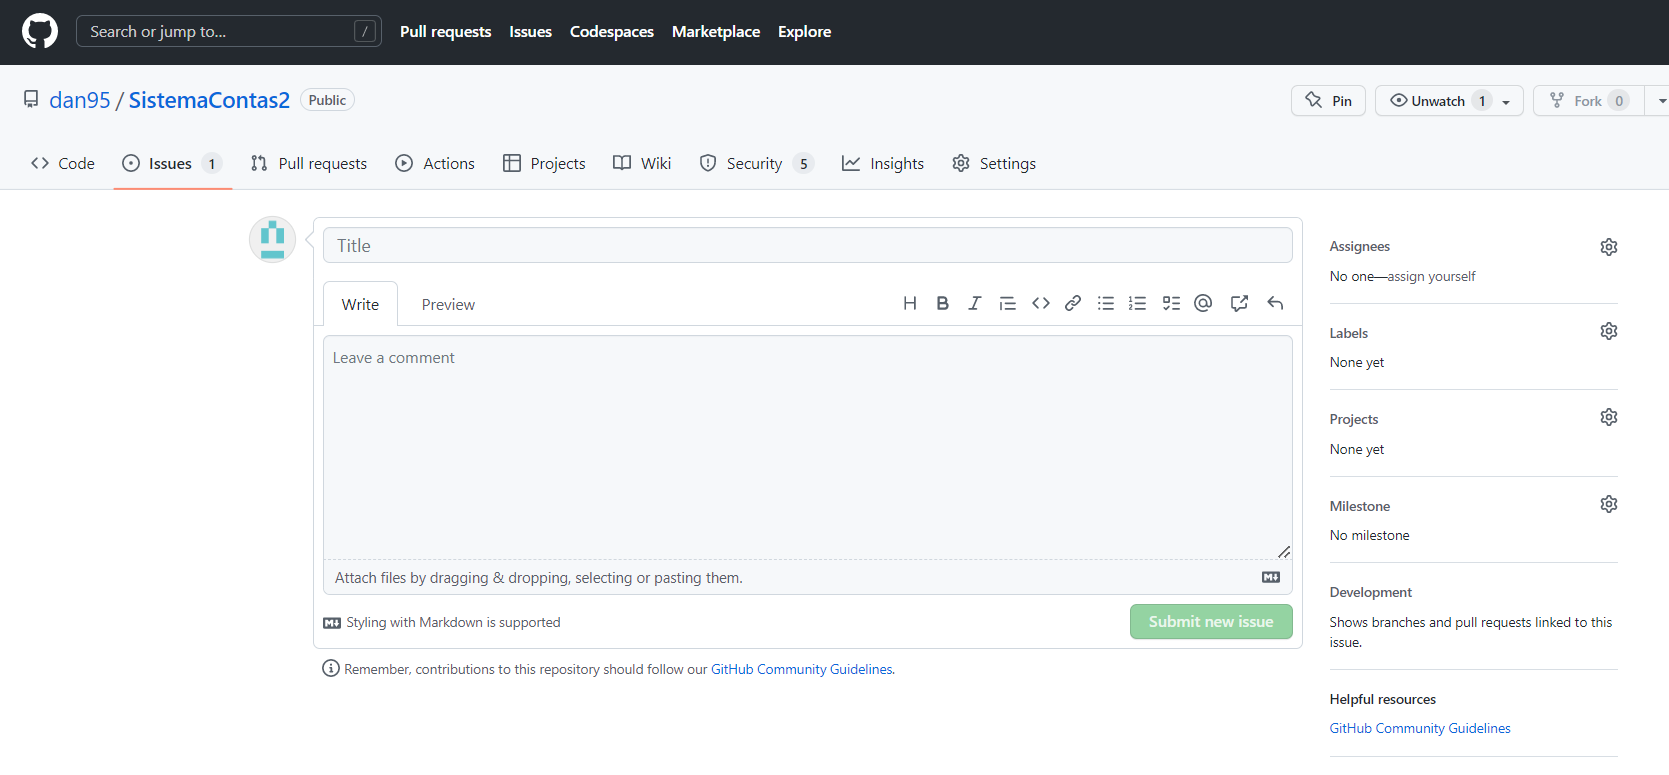 Search or jump to... /
Pull requests Issues Codespaces Marketplace Explore
dan95 / SistemaContas2 Public
Pin Unwatch 1 Fork 0
Code Issues 1 Pull requests Actions Projects Wiki Security 5 Insights Settings
Title
Write Preview
Leave a comment
Attach files by dragging & dropping, selecting or pasting them.
Styling with Markdown is supported
Submit new issue
Remember, contributions to this repository should follow our GitHub Community Guidelines.
Assignees
No one—assign yourself
Labels
None yet
Projects
None yet
Milestone
No milestone
Development
Shows branches and pull requests linked to this
issue.
Helpful resources
GitHub Community Guidelines